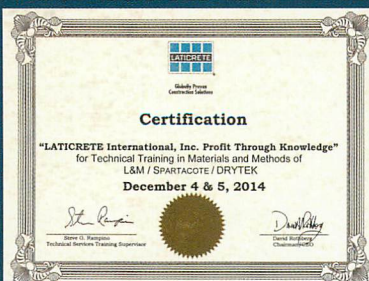 LATICRETE
Globally Proven
Construction Solutions
Certification
"LATICRETE International, Inc. Profit Through Knowledge"
for Technical Training in Materials and Methods of
L&M / SPARTACOTE / DRYTEK
December 4 & 5, 2014
Steve G. Rampino
Technical Services Training Supervisor
David Rothberg
Chairman/CEO